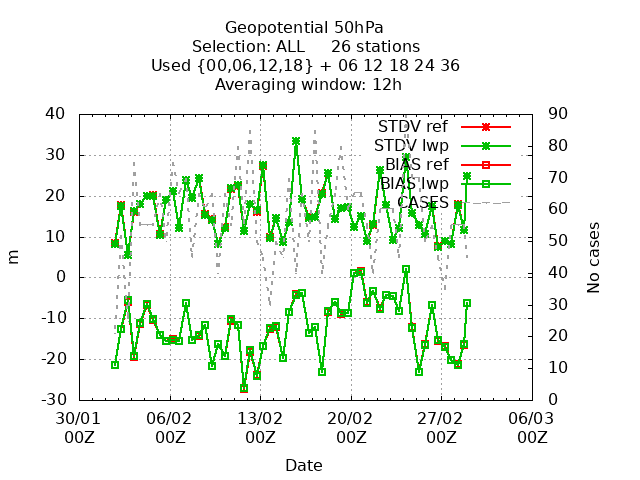 Geopotential 50hPa
Selection: ALL 26 stations
Used {00,06,12,18} + 06 12 18 24 36
Averaging window: 12h
40 90
30 80
20 70
10 60
0 50
-10 40
-20 30
-30 20
10
0
STDV ref
STDV lwp
BIAS ref
BIAS lwp
CASES
m
No cases
30/01 06/02 13/02 20/02 27/02 06/03
00Z 00Z 00Z 00Z 00Z 00Z
Date